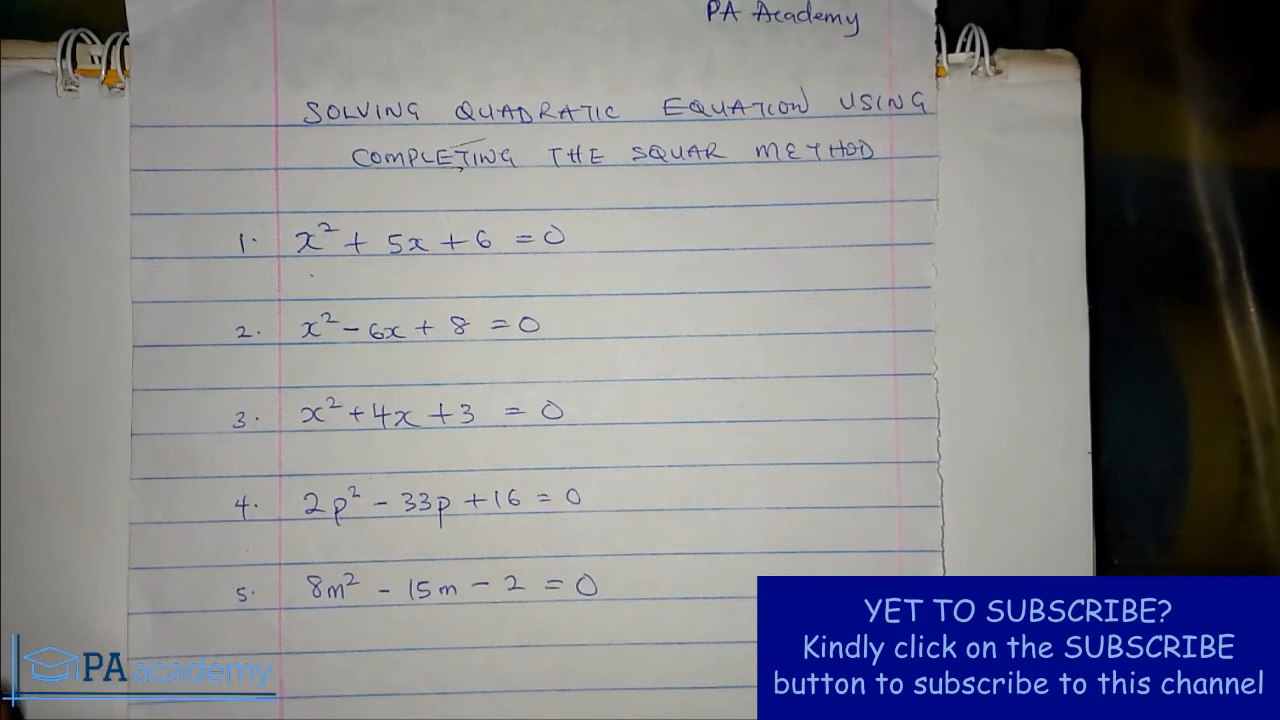 PA Academy
SOLVING QUADRATIC EQUATION USING
COMPLETING THE SQUAR METHOD
1. x² + 5x + 6 = 0
2. x² - 6x + 8 = 0
3. x² + 4x + 3 = 0
4. 2p² - 33p + 16 = 0
5. 8m² - 15m - 2 = 0
PA academy
YET TO SUBSCRIBE?
Kindly click on the SUBSCRIBE
button to subscribe to this channel